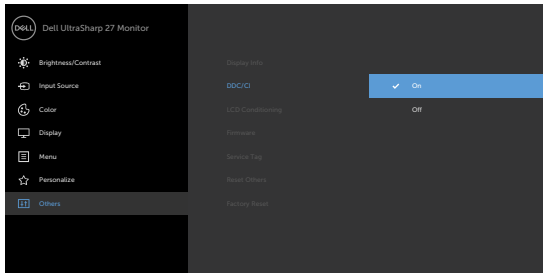 DELL Dell UltraSharp 27 Monitor
Brightness/Contrast Display Info
Input Source DDC/CI ✓ On
Color LCD Conditioning Off
Display Firmware
Menu Service Tag
Personalize Reset Others
Others Factory Reset